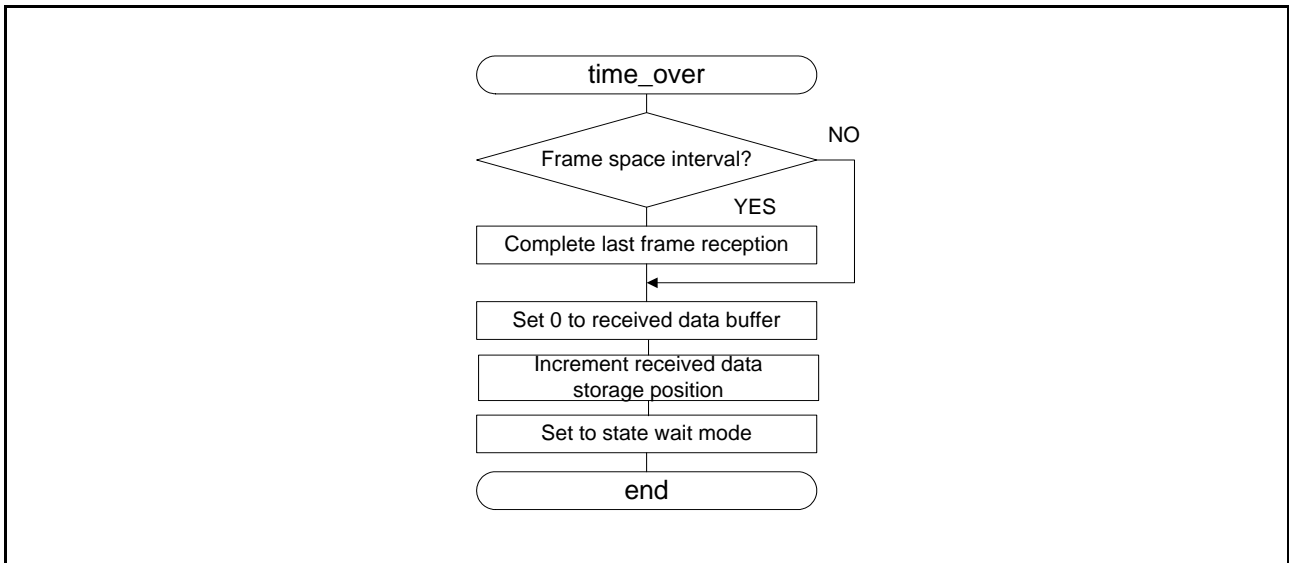 time_over
NO
Frame space interval?
YES
Complete last frame reception
Set 0 to received data buffer
Increment received data
storage position
Set to state wait mode
end